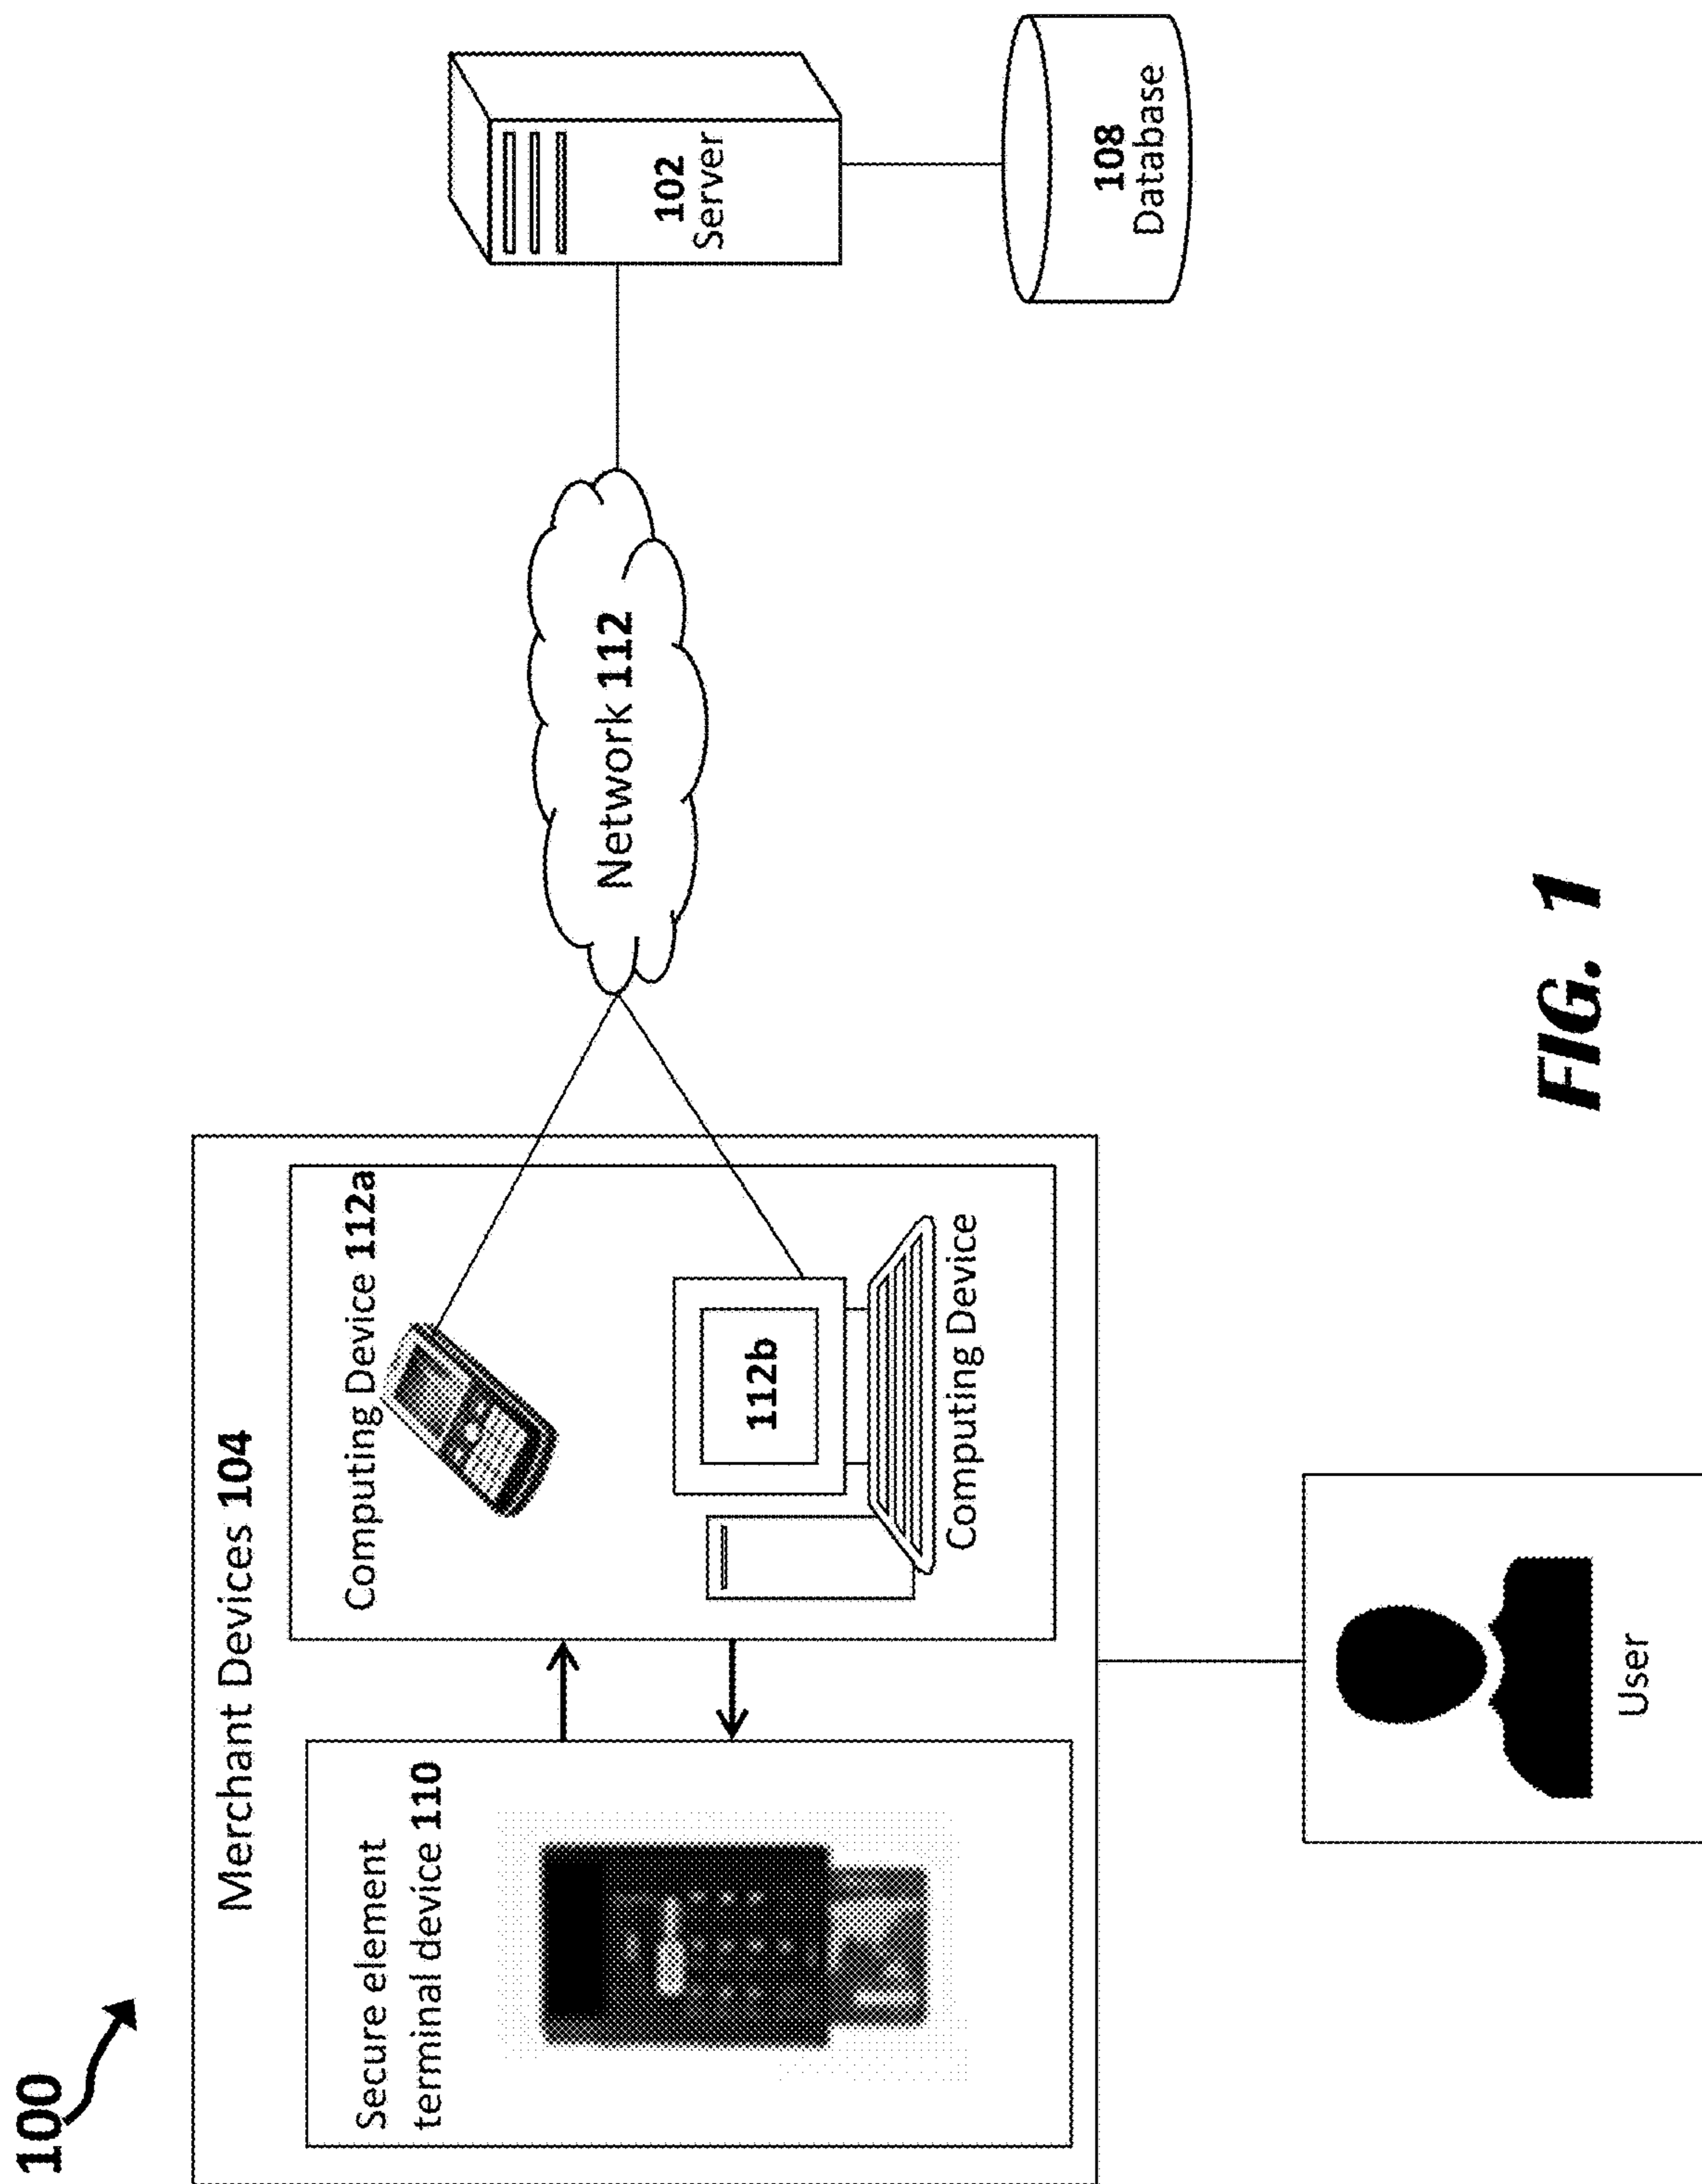 100
Merchant Devices 104
Secure element
terminal device 110
Computing Device 112a
112b
Computing Device
Network 112
102
Server
108
Database
User
FIG. 1